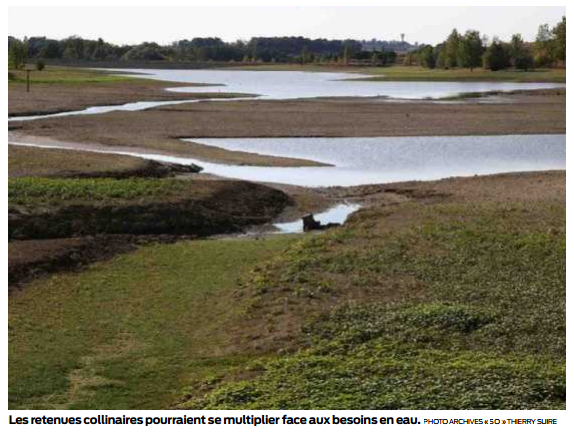 Les retenues collinaires pourraient se multiplier face aux besoins en eau. PHOTO ARCHIVES « SO » THIERRY SUIRE